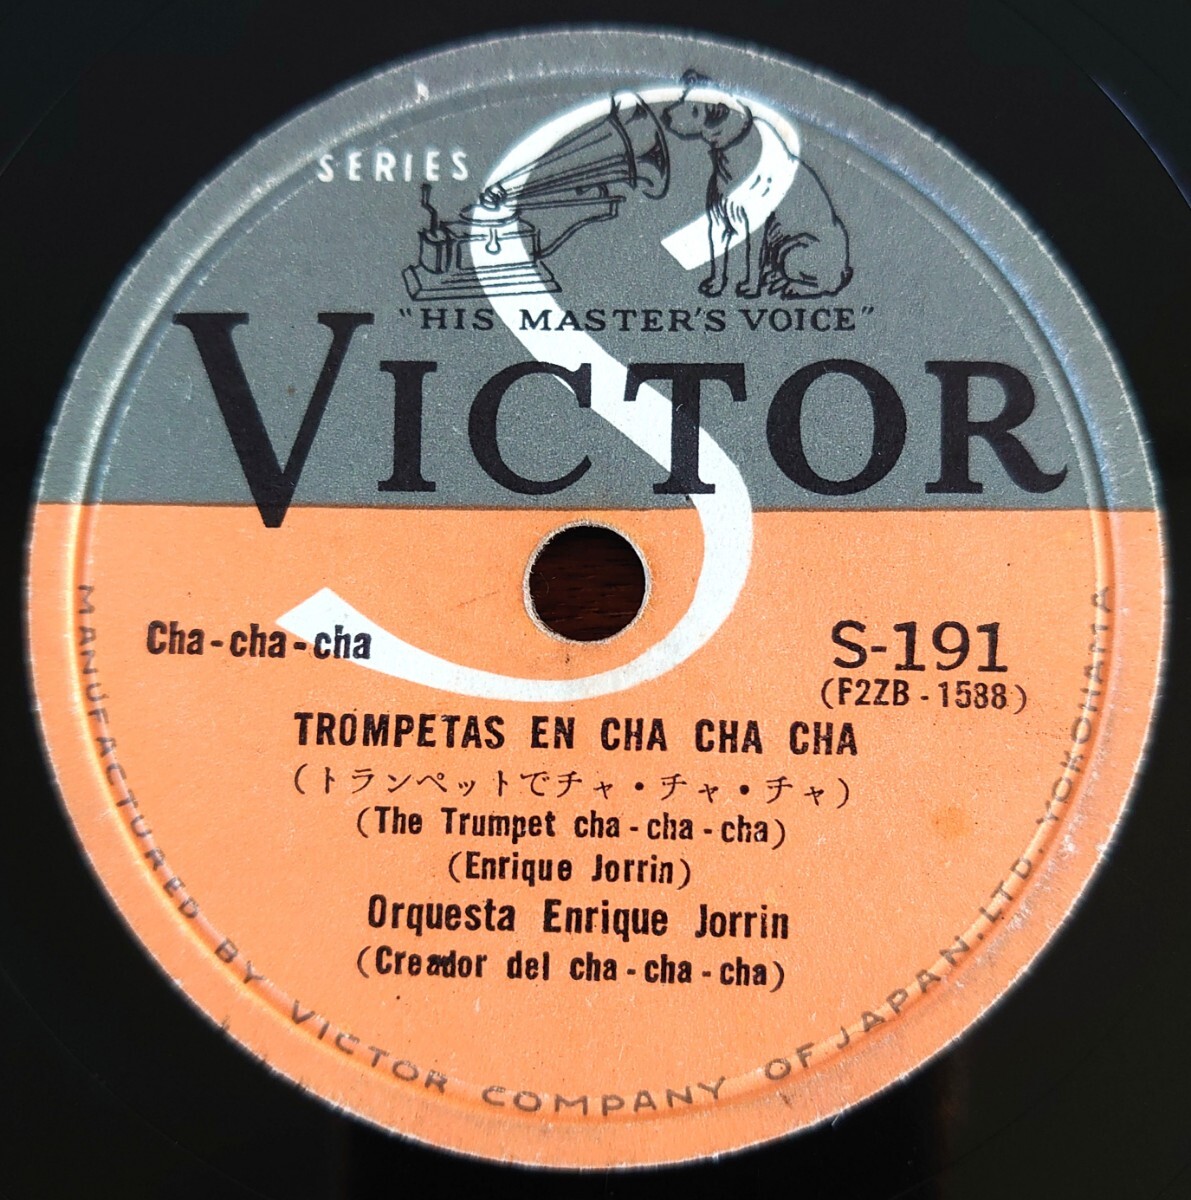 SERIES
S
"HIS MASTER'S VOICE"
VICTOR
Cha-cha-cha
S-191
(F2ZB-1588)
TROMPETAS EN CHA CHA CHA
(トランペットでチャ・チャ・チャ)
(The Trumpet cha-cha-cha)
(Enrique Jorrin)
Orquesta Enrique Jorrin
(Creador del cha-cha-cha)
MANUFACTURED BY VICTOR COMPANY OF JAPAN, LTD. YOKOHAMA